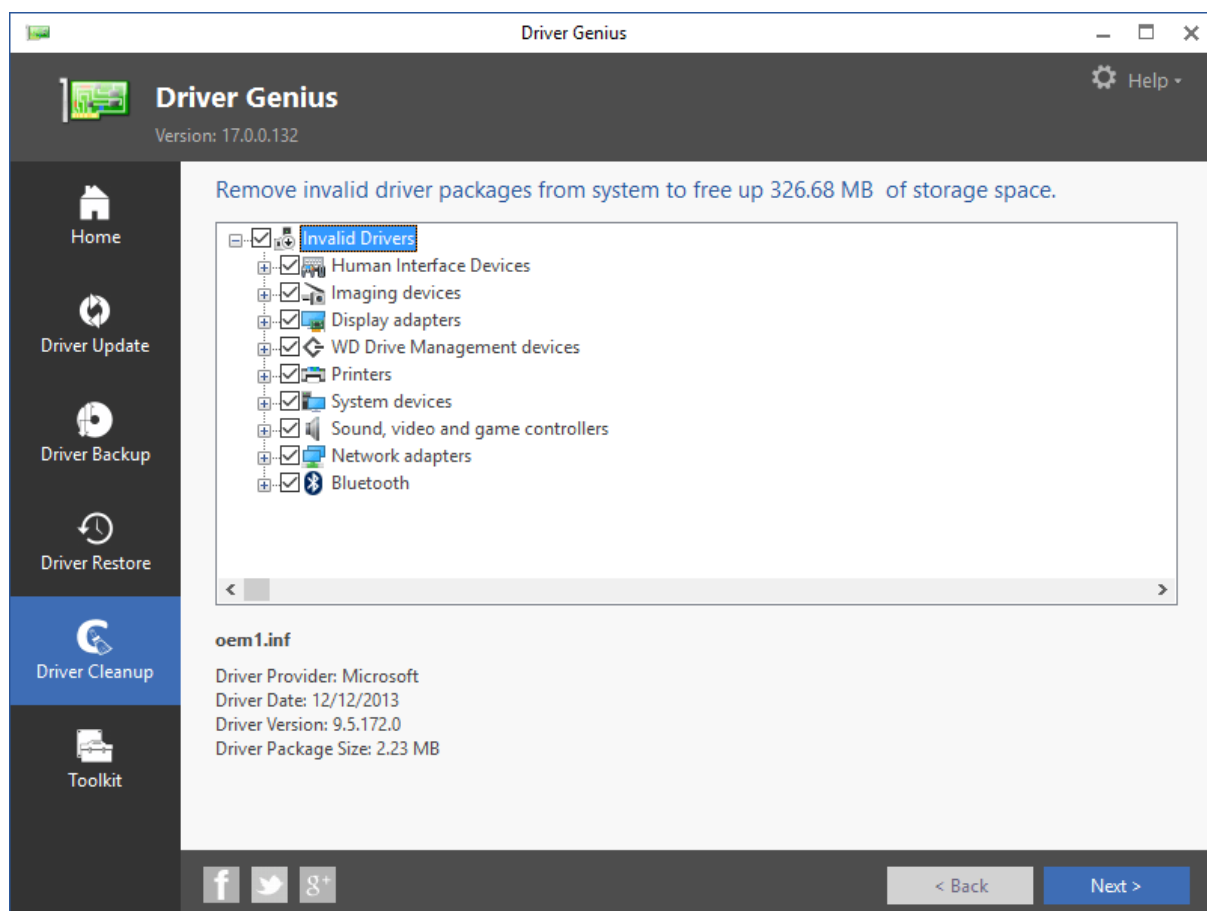 Driver Genius
Driver Genius
Help
Version: 17.0.0.132
Home
Driver Update
Driver Backup
Driver Restore
Driver Cleanup
Toolkit
Remove invalid driver packages from system to free up 326.68 MB of storage space.
Invalid Drivers
Human Interface Devices
Imaging devices
Display adapters
WD Drive Management devices
Printers
System devices
Sound, video and game controllers
Network adapters
Bluetooth
oem1.inf
Driver Provider: Microsoft
Driver Date: 12/12/2013
Driver Version: 9.5.172.0
Driver Package Size: 2.23 MB
f
g+
< Back
Next >